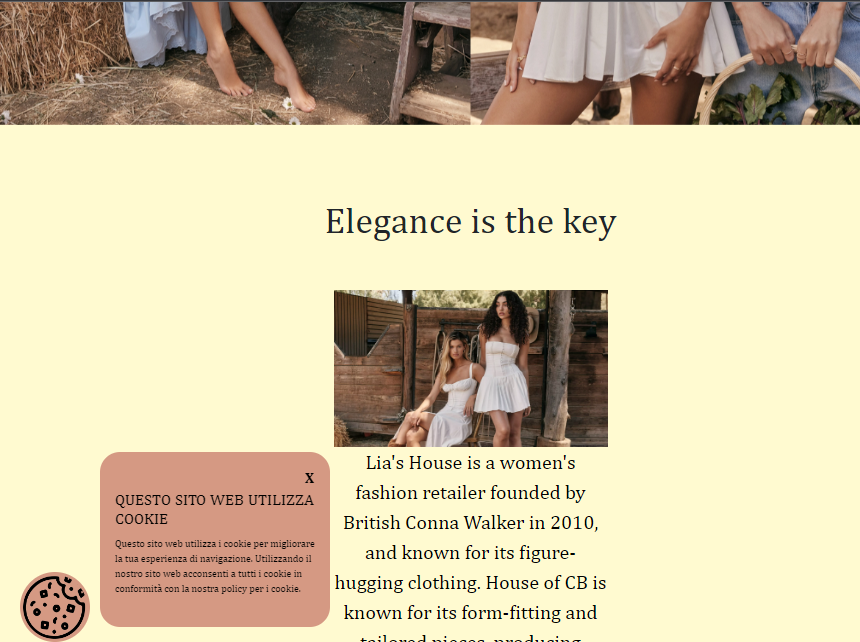 Elegance is the key
Lia's House is a women's
fashion retailer founded by
British Conna Walker in 2010,
and known for its figure-
hugging clothing. House of CB is
known for its form-fitting and
tailored pieces, producing
X
QUESTO SITO WEB UTILIZZA
COOKIE
Questo sito web utilizza i cookie per migliorare
la tua esperienza di navigazione. Utilizzando il
nostro sito web acconsenti a tutti i cookie in
conformità con la nostra policy per i cookie.